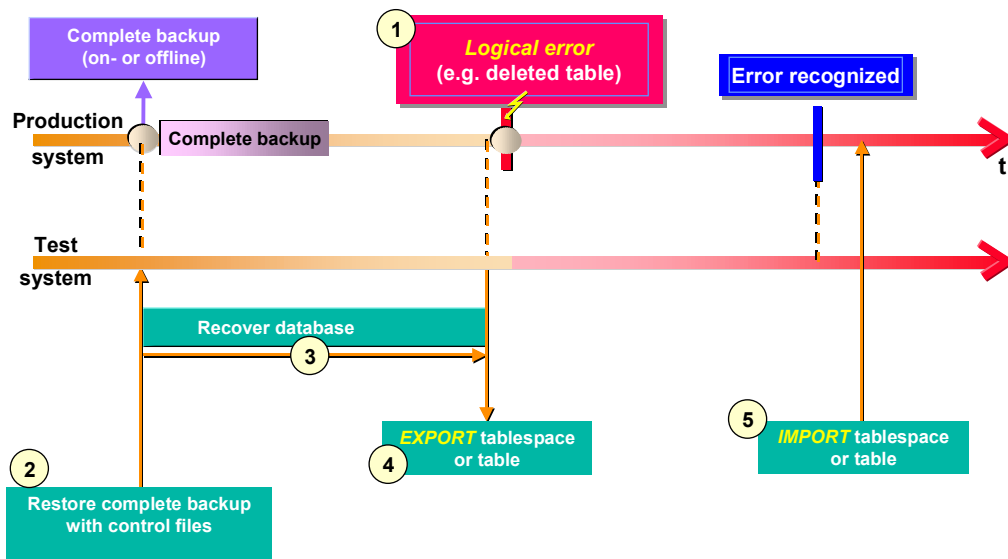 Complete backup
(on- or offline)
1
Logical error
(e.g. deleted table)
Error recognized
Production
system
Complete backup
t
Test
system
Recover database
3
EXPORT tablespace
or table
4
5
IMPORT tablespace
or table
2
Restore complete backup
with control files